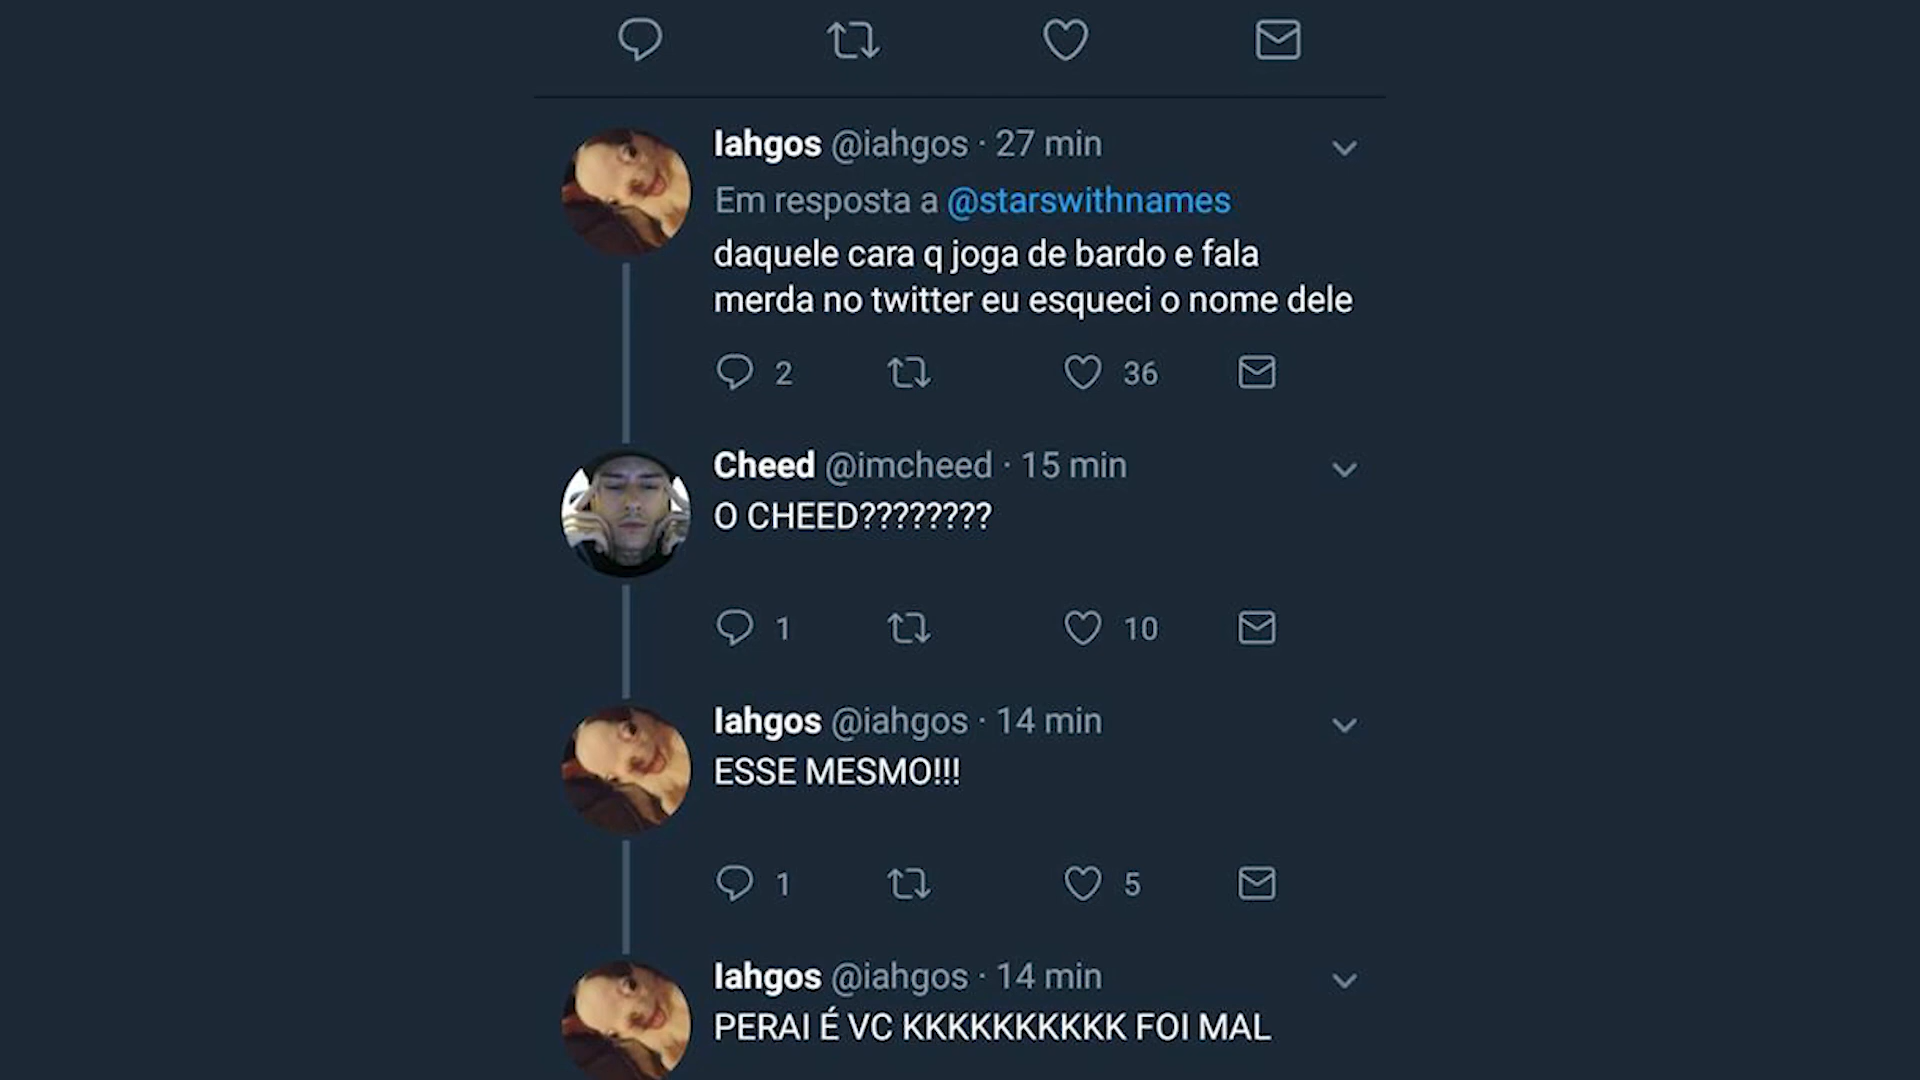 Iahgos @iahgos · 27 min
Em resposta a @starswithnames
daquele cara q joga de bardo e fala
merda no twitter eu esqueci o nome dele
2 36
Cheed @imcheed · 15 min
O CHEED????????
1 10
Iahgos @iahgos · 14 min
ESSE MESMO!!!
1 5
Iahgos @iahgos · 14 min
PERAI É VC KKKKKKKKKK FOI MAL